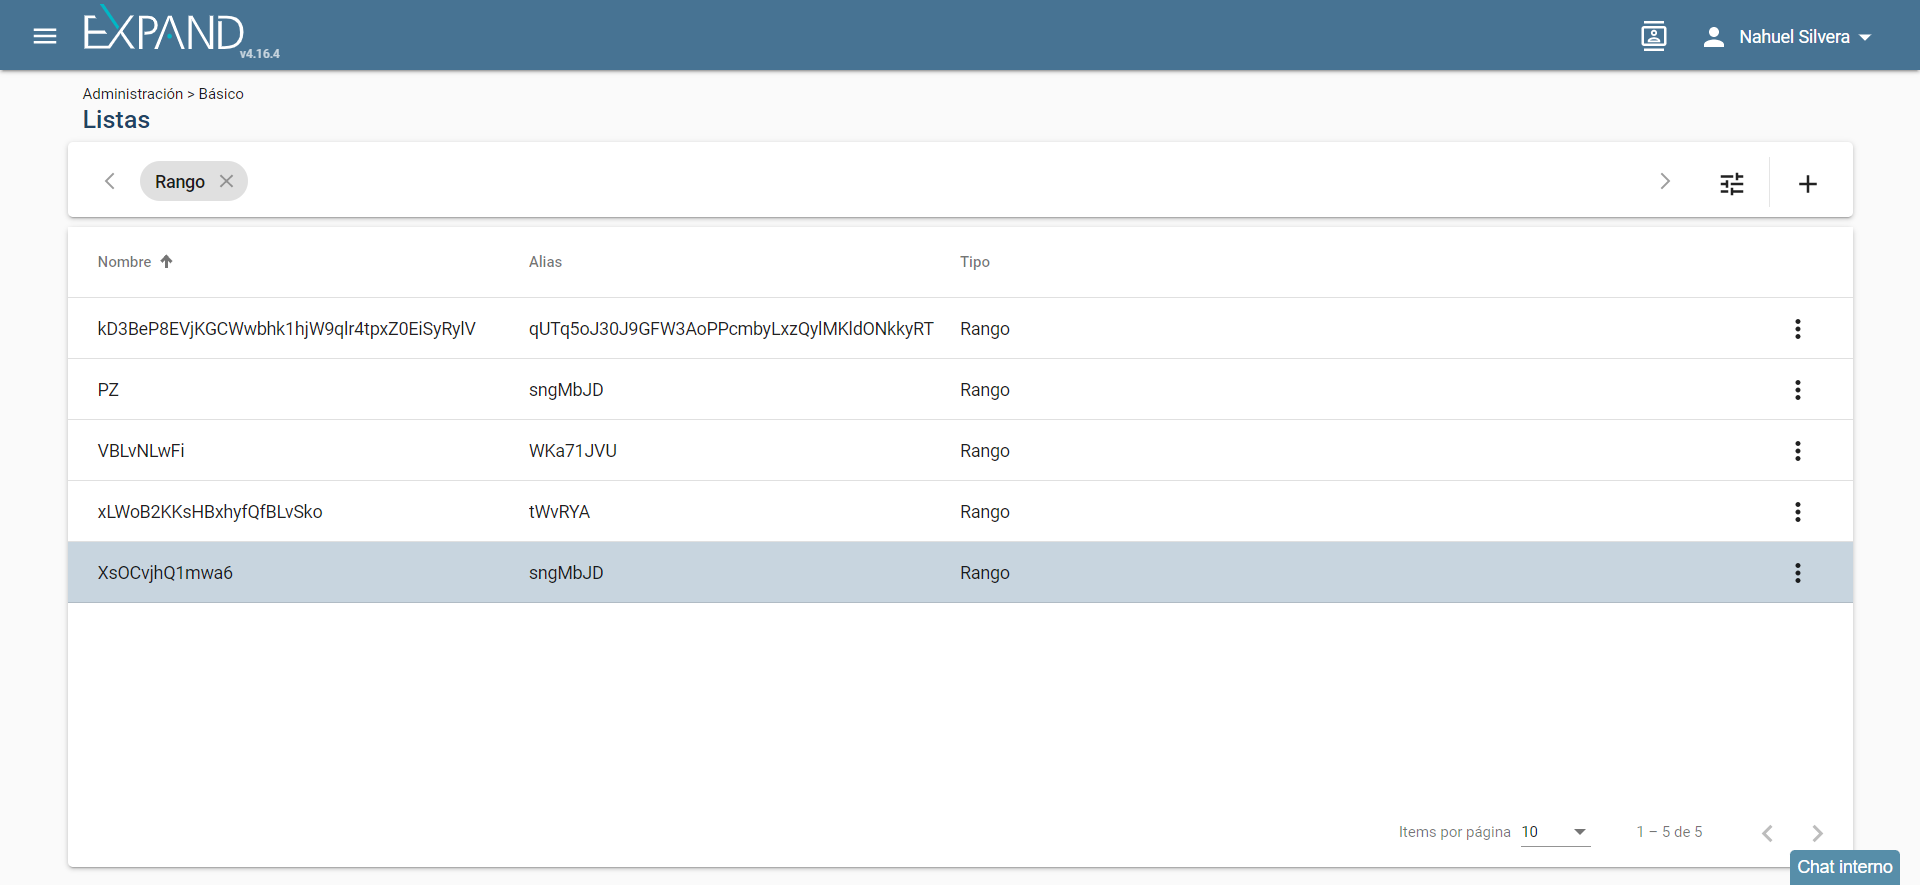 EXPAND
v4.16.4
Nahuel Silvera
Administración > Básico
Listas
Rango
Nombre Alias Tipo
kD3BeP8EVjKGCWwbhk1hjW9qlr4tpxZ0EiSyRylV qUTq5oJ30J9GFW3AoPPcmbyLxzQylMKldONkkyRT Rango
PZ sngMbJD Rango
VBLvNLwFi WKa71JVU Rango
xLWoB2KKsHBxhyfQfBLvSko tWvRYA Rango
XsOCvjhQ1mwa6 sngMbJD Rango
Items por página 10 1 – 5 de 5
Chat interno